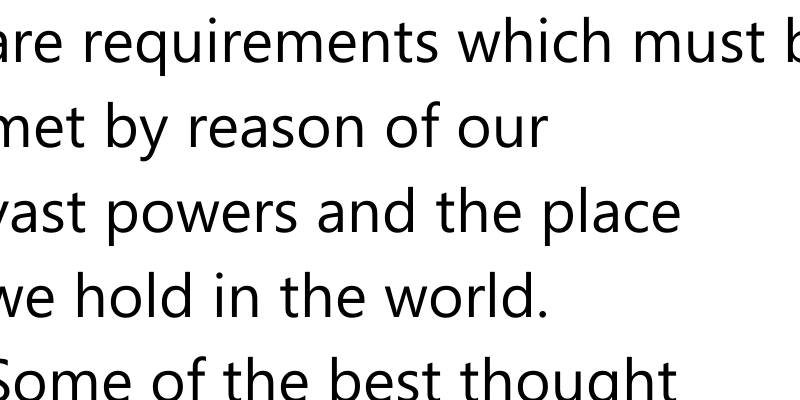 are requirements which must b
met by reason of our
vast powers and the place
we hold in the world.
Some of the best thought